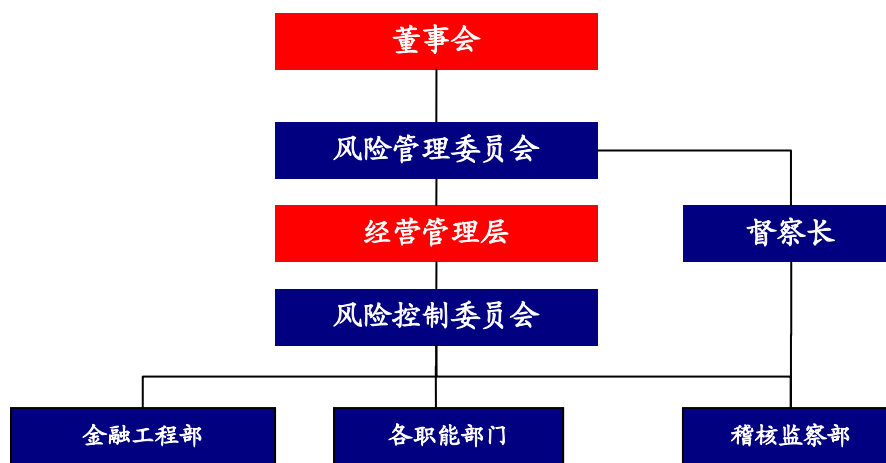 董事会
风险管理委员会
经营管理层
督察长
风险控制委员会
金融工程部
各职能部门
稽核监察部